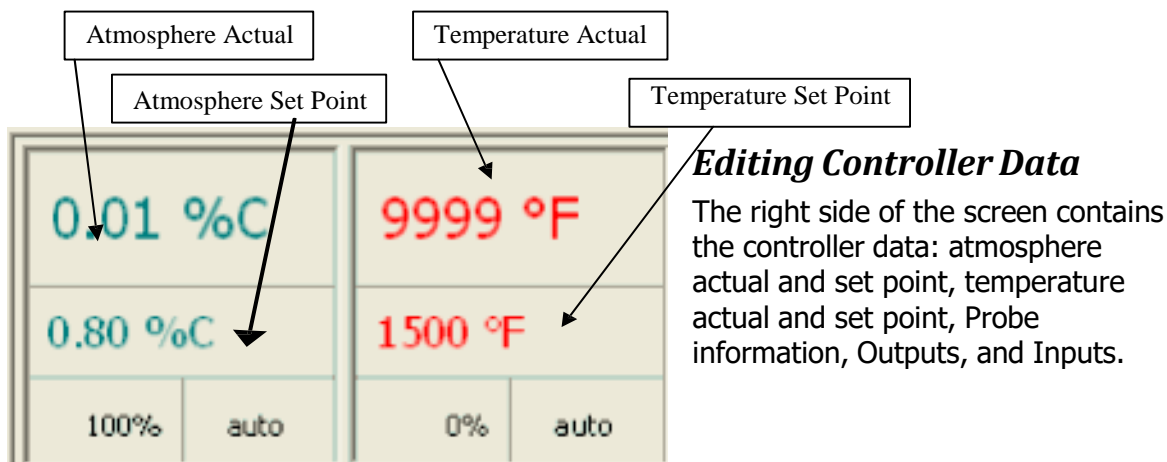 Atmosphere Actual
Temperature Actual
Atmosphere Set Point
Temperature Set Point
0.01 %C
9999 °F
0.80 %C
1500 °F
100%
auto
0%
auto
Editing Controller Data
The right side of the screen contains
the controller data: atmosphere
actual and set point, temperature
actual and set point, Probe
information, Outputs, and Inputs.